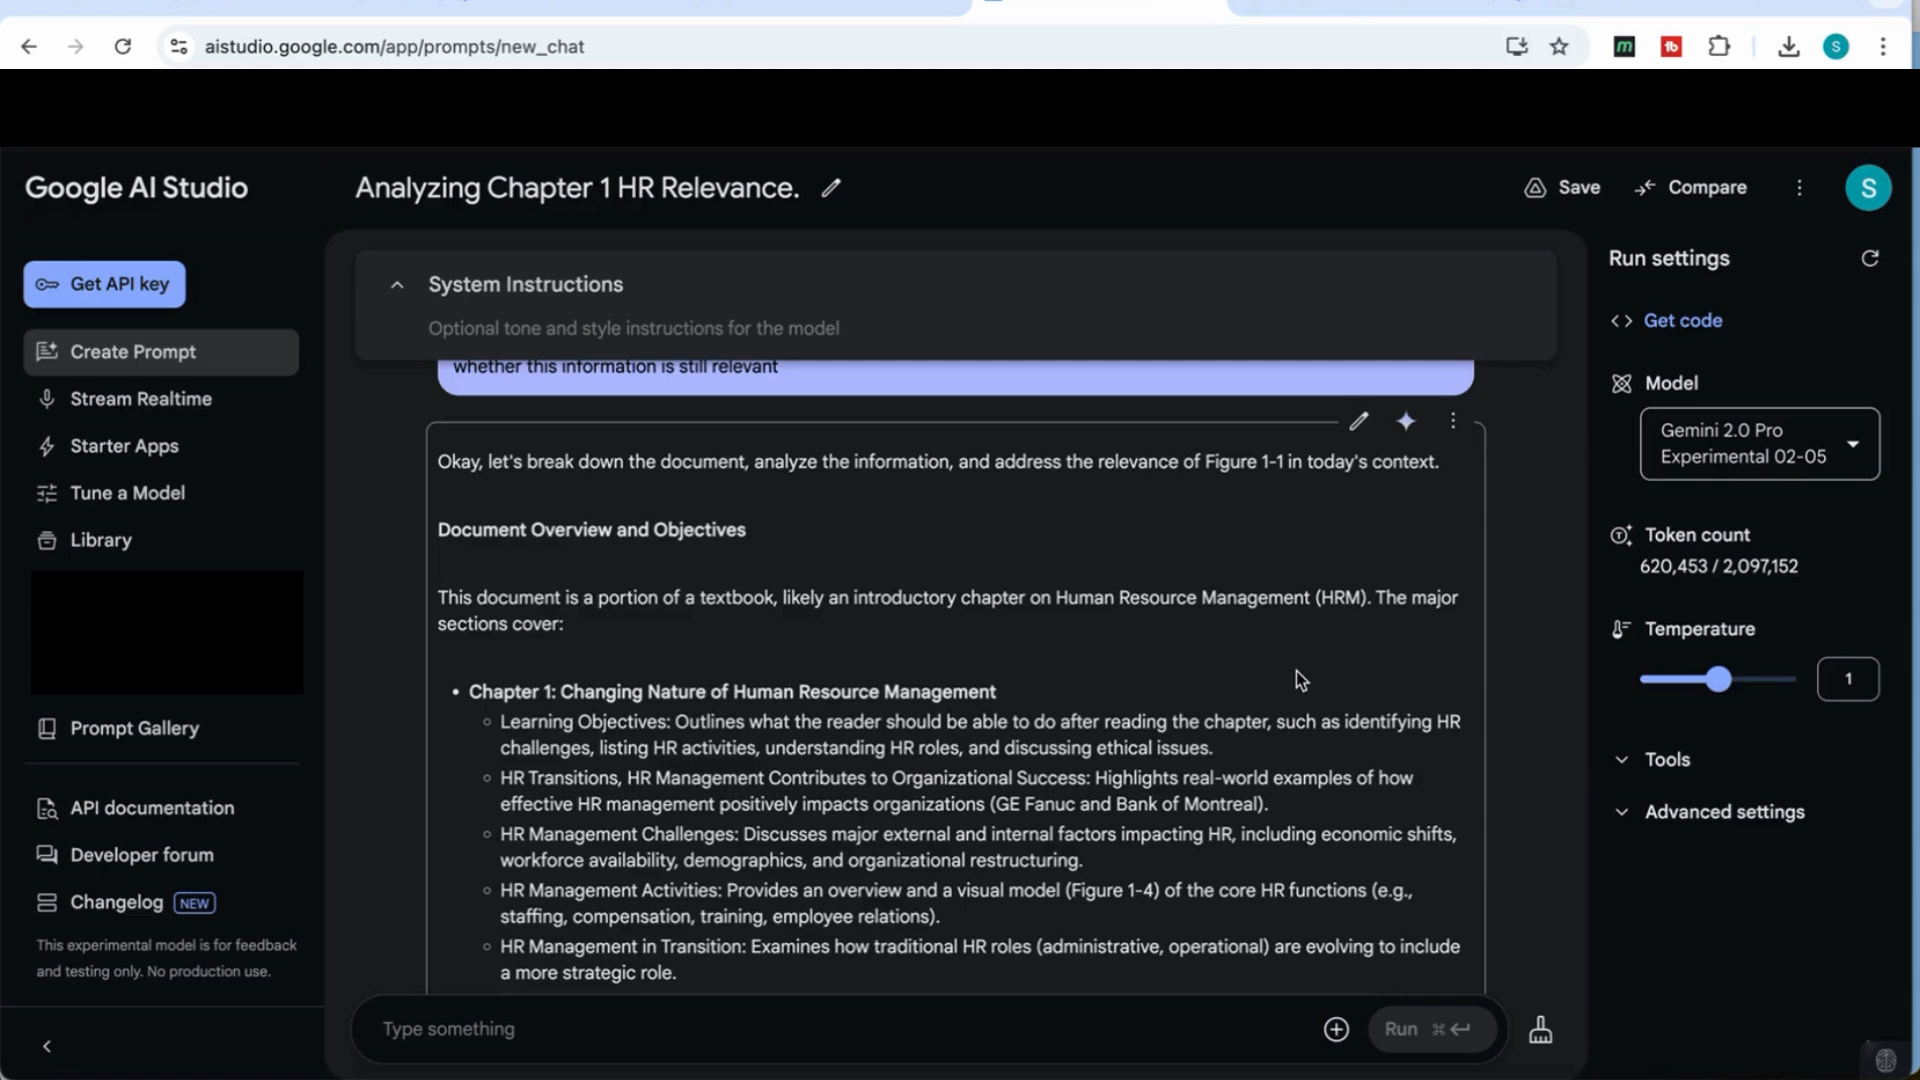 aistudio.google.com/app/prompts/new_chat
m
tb
S
Google AI Studio
Analyzing Chapter 1 HR Relevance.
Save
Compare
S
Get API key
Create Prompt
Stream Realtime
Starter Apps
Tune a Model
Library
Prompt Gallery
API documentation
Developer forum
Changelog NEW
This experimental model is for feedback
and testing only. No production use.
System Instructions
Optional tone and style instructions for the model
whether this information is still relevant
Okay, let's break down the document, analyze the information, and address the relevance of Figure 1-1 in today's context.
Document Overview and Objectives
This document is a portion of a textbook, likely an introductory chapter on Human Resource Management (HRM). The major
sections cover:
• Chapter 1: Changing Nature of Human Resource Management
◦ Learning Objectives: Outlines what the reader should be able to do after reading the chapter, such as identifying HR
challenges, listing HR activities, understanding HR roles, and discussing ethical issues.
◦ HR Transitions, HR Management Contributes to Organizational Success: Highlights real-world examples of how
effective HR management positively impacts organizations (GE Fanuc and Bank of Montreal).
◦ HR Management Challenges: Discusses major external and internal factors impacting HR, including economic shifts,
workforce availability, demographics, and organizational restructuring.
◦ HR Management Activities: Provides an overview and a visual model (Figure 1-4) of the core HR functions (e.g.,
staffing, compensation, training, employee relations).
◦ HR Management in Transition: Examines how traditional HR roles (administrative, operational) are evolving to include
a more strategic role.
Type something
Run ⌘ ↵
Run settings
Get code
Model
Gemini 2.0 Pro
Experimental 02-05
Token count
620,453 / 2,097,152
Temperature
1
Tools
Advanced settings